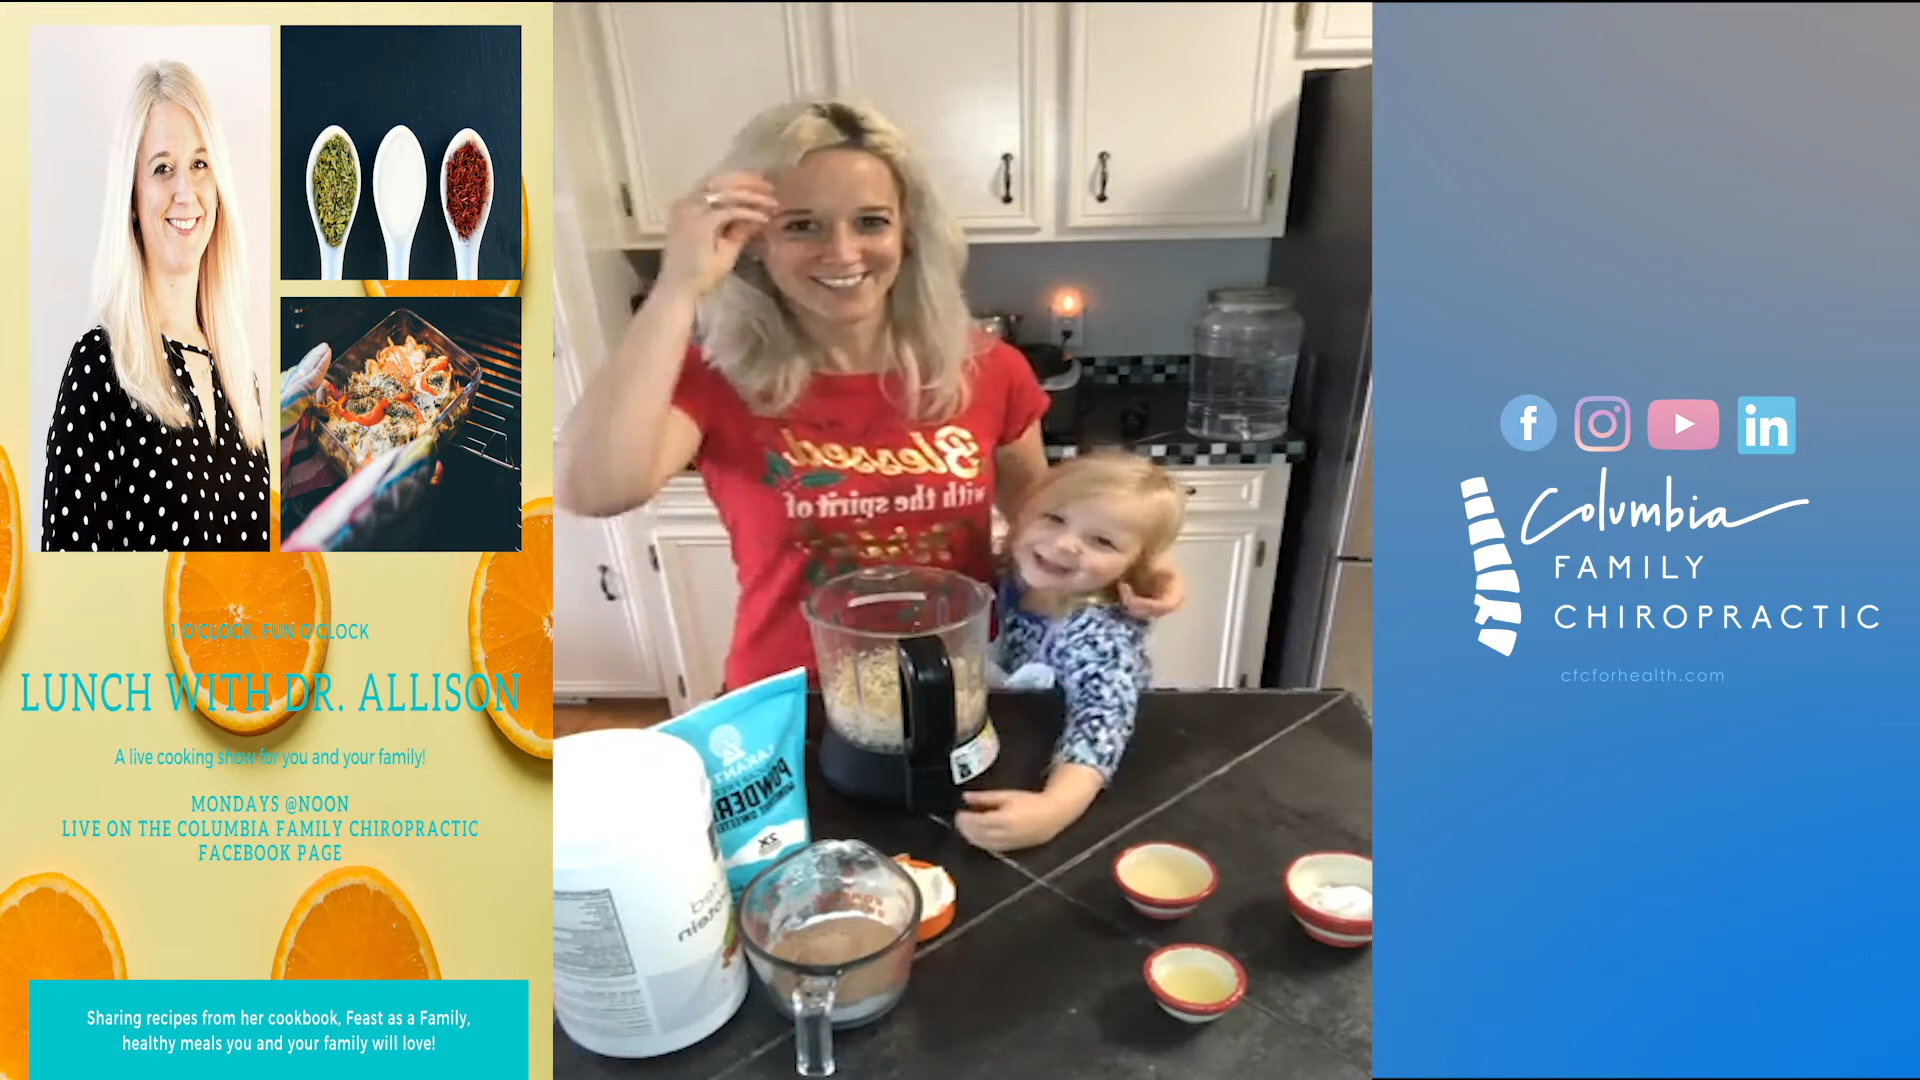 1 O'CLOCK, FUN O'CLOCK
LUNCH WITH DR. ALLISON
A live cooking show for you and your family!
MONDAYS @NOON
LIVE ON THE COLUMBIA FAMILY CHIROPRACTIC
FACEBOOK PAGE
Sharing recipes from her cookbook, Feast as a Family,
healthy meals you and your family will love!
Blessed
with the spirit of
2X
in
Columbia
FAMILY
CHIROPRACTIC
cfcforhealth.com